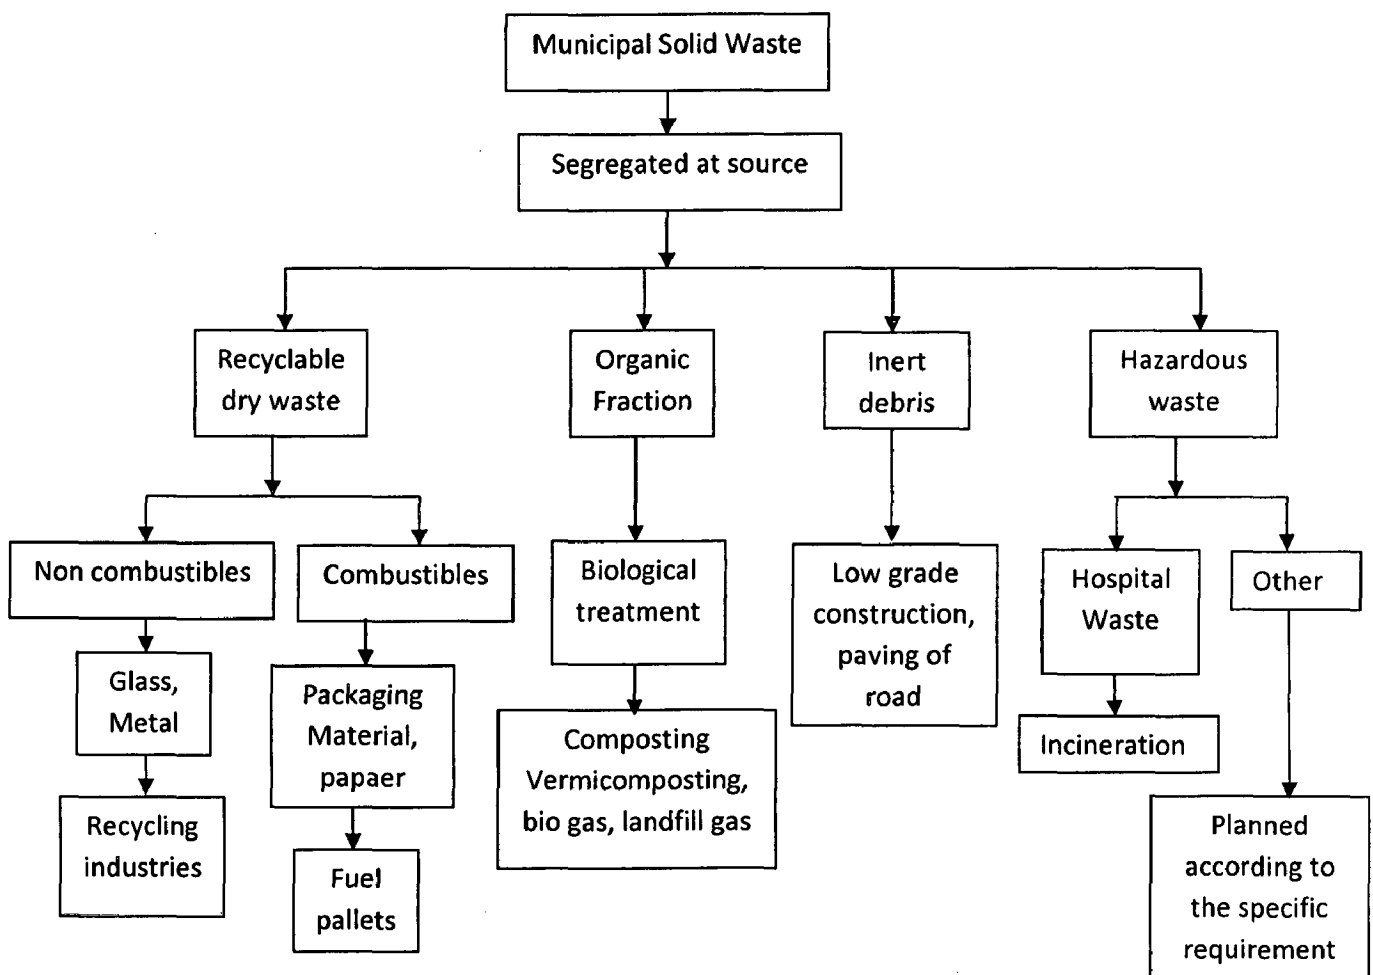 Municipal Solid Waste
Segregated at source
Recyclable
dry waste
Organic
Fraction
Inert
debris
Hazardous
waste
Non combustibles
Combustibles
Biological
treatment
Low grade
construction,
paving of
road
Hospital
Waste
Other
Glass,
Metal
Packaging
Material,
papaer
Composting
Vermicomposting,
bio gas, landfill gas
Incineration
Recycling
industries
Fuel
pallets
Planned
according to
the specific
requirement